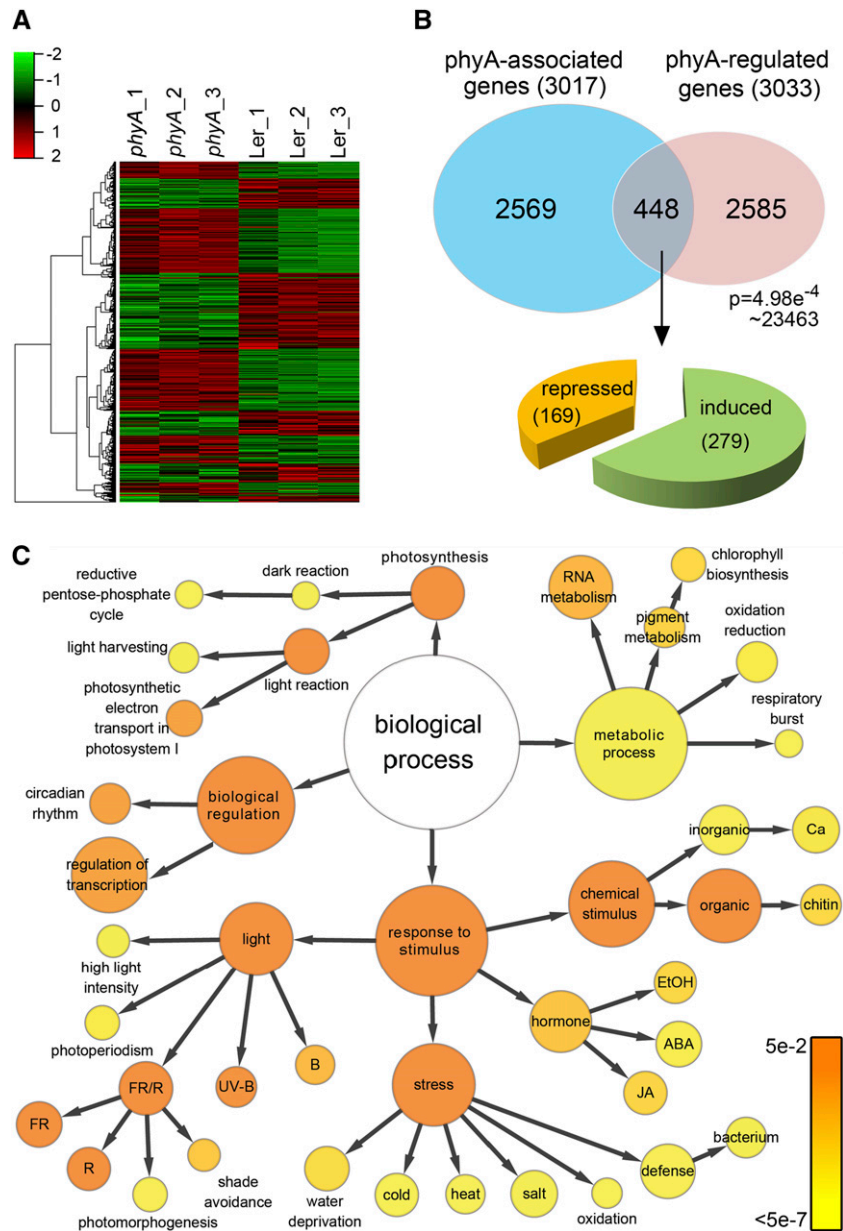 A
-2
-1
0
1
2
phyA_1
phyA_2
phyA_3
Ler_1
Ler_2
Ler_3
B
phyA-associated
genes (3017)
phyA-regulated
genes (3033)
2569
448
2585
p=4.98e-4
~23463
repressed
(169)
induced
(279)
C
photosynthesis
dark reaction
reductive
pentose-phosphate
cycle
light harvesting
light reaction
photosynthetic
electron
transport in
photosystem I
RNA
metabolism
chlorophyll
biosynthesis
pigment
metabolism
oxidation
reduction
respiratory
burst
metabolic
process
biological
process
circadian
rhythm
biological
regulation
regulation of
transcription
inorganic
Ca
chemical
stimulus
organic
chitin
light
response to
stimulus
high light
intensity
photoperiodism
hormone
EtOH
ABA
JA
FR/R
UV-B
B
FR
R
shade
avoidance
photomorphogenesis
stress
water
deprivation
cold
heat
salt
oxidation
defense
bacterium
5e-2
<5e-7